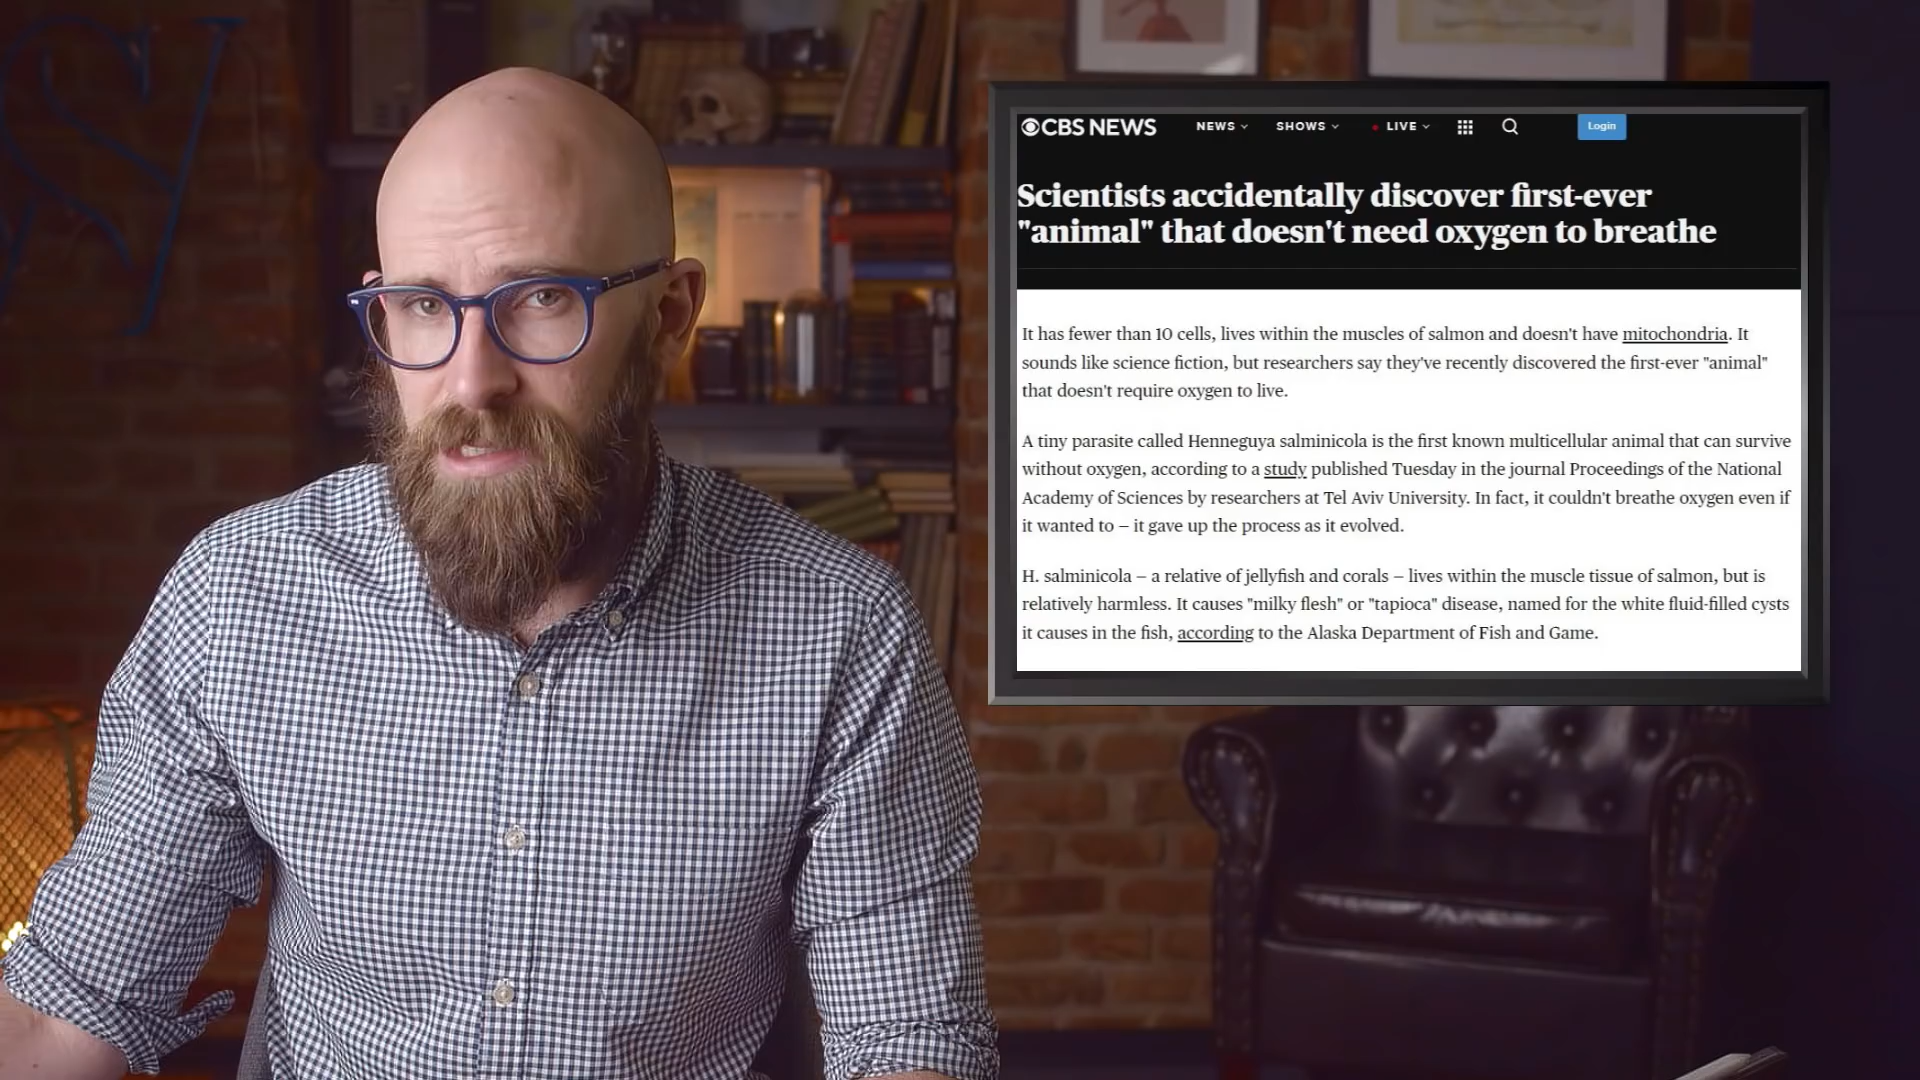 SW
CBS NEWS
NEWS SHOWS LIVE Login
Scientists accidentally discover first-ever
"animal" that doesn't need oxygen to breathe
It has fewer than 10 cells, lives within the muscles of salmon and doesn't have mitochondria. It
sounds like science fiction, but researchers say they've recently discovered the first-ever "animal"
that doesn't require oxygen to live.
A tiny parasite called Henneguya salminicola is the first known multicellular animal that can survive
without oxygen, according to a study published Tuesday in the journal Proceedings of the National
Academy of Sciences by researchers at Tel Aviv University. In fact, it couldn't breathe oxygen even if
it wanted to – it gave up the process as it evolved.
H. salminicola – a relative of jellyfish and corals – lives within the muscle tissue of salmon, but is
relatively harmless. It causes "milky flesh" or "tapioca" disease, named for the white fluid-filled cysts
it causes in the fish, according to the Alaska Department of Fish and Game.